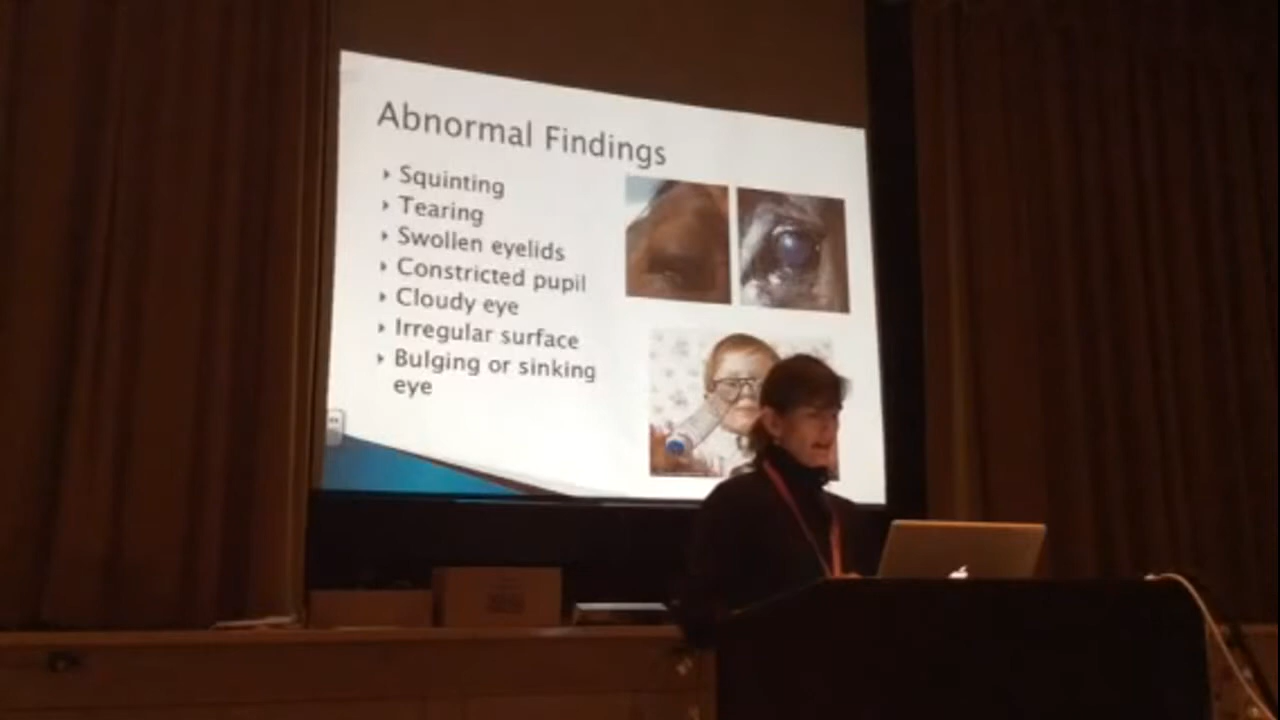 Abnormal Findings
Squinting
Tearing
Swollen eyelids
Constricted pupil
Cloudy eye
Irregular surface
Bulging or sinking
eye